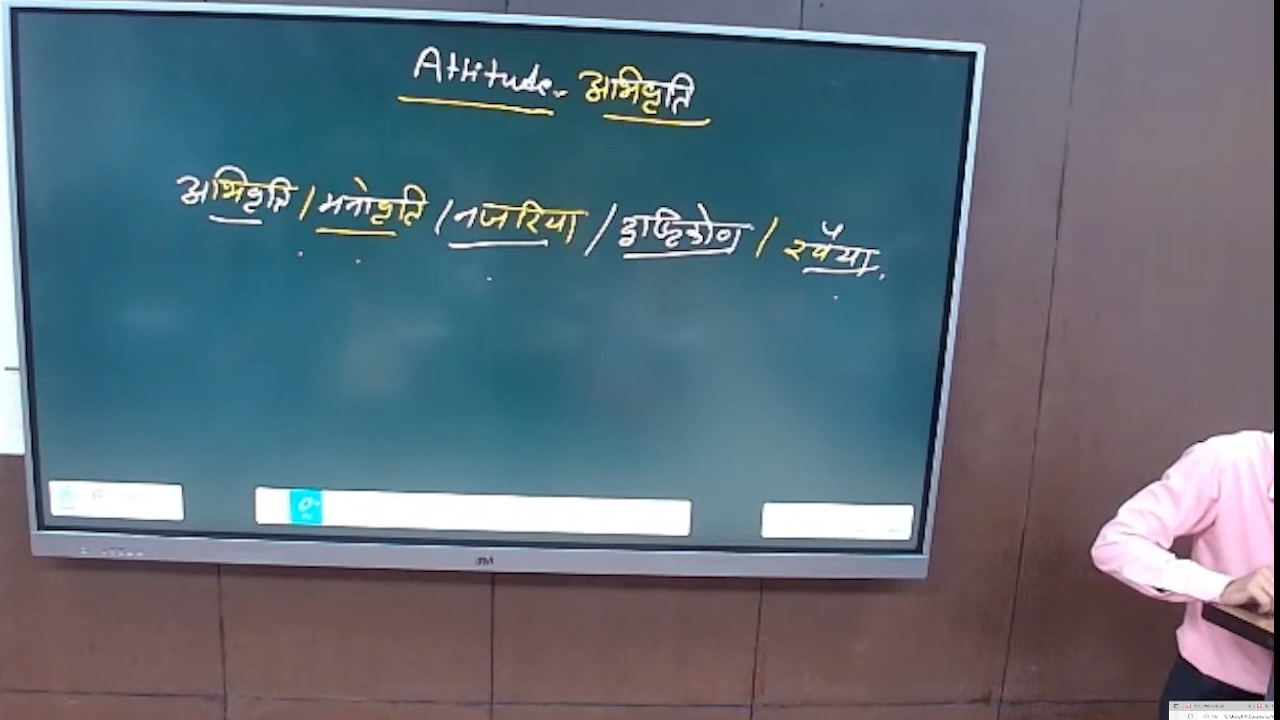 Attitude - अभिवृति
अभिवृति / मनोवृति / नजरिया / दृष्टिकोण / रवैया.